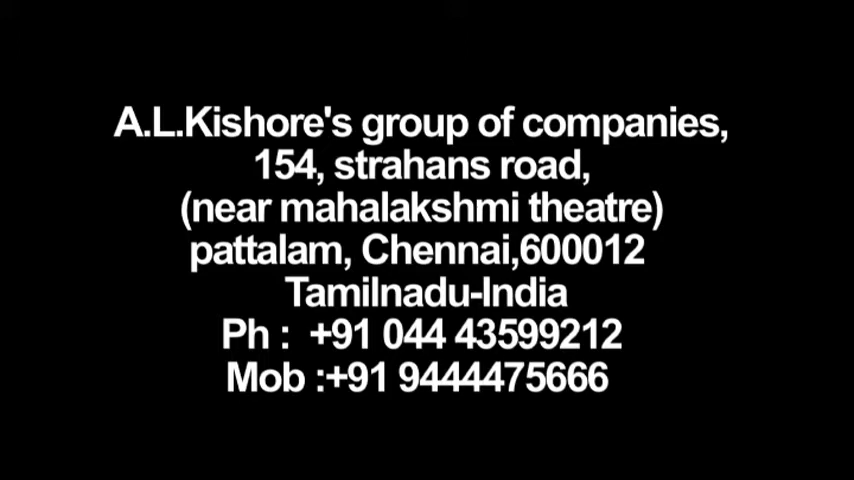 A.L.Kishore's group of companies,
154, strahans road,
(near mahalakshmi theatre)
pattalam, Chennai,600012
Tamilnadu-India
Ph :  +91 044 43599212
Mob :+91 9444475666